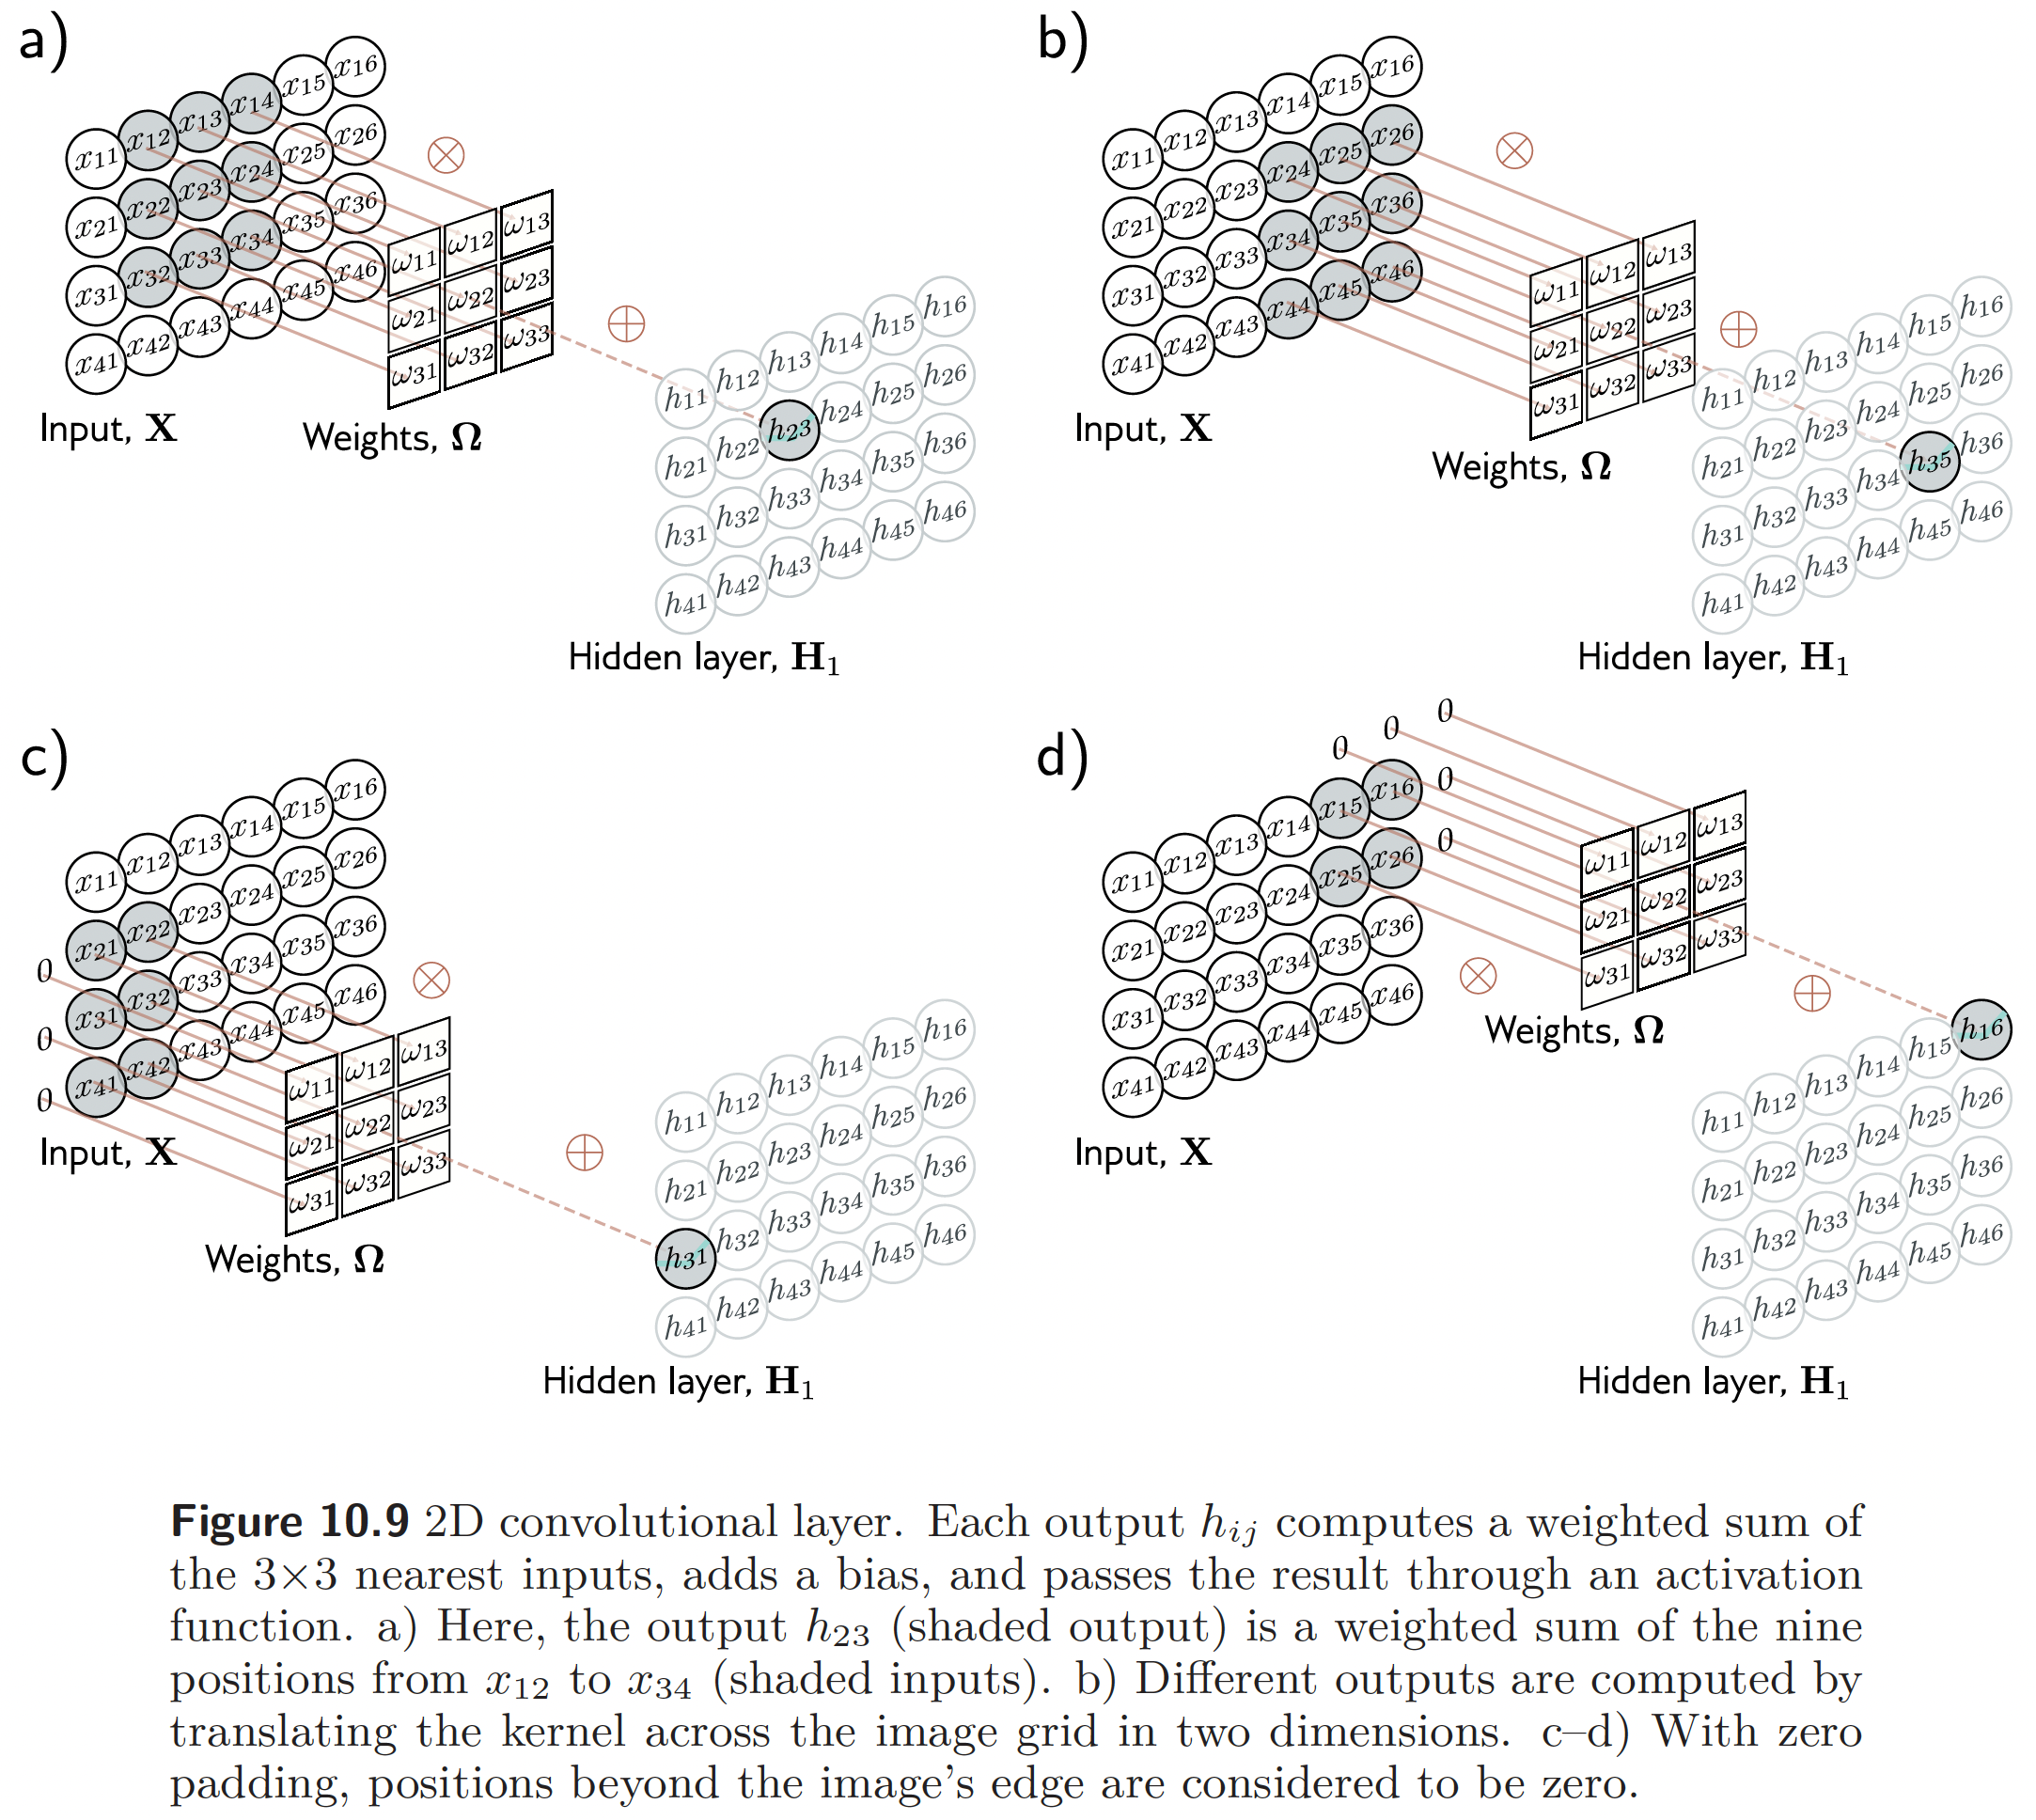 a)
x11 x12 x13 x14 x15 x16
x21 x22 x23 x24 x25 x26
x31 x32 x33 x34 x35 x36
x41 x42 x43 x44 x45 x46
⊗
ω11 ω12 ω13
ω21 ω22 ω23
ω31 ω32 ω33
⊕
h11 h12 h13 h14 h15 h16
h21 h22 h23 h24 h25 h26
h31 h32 h33 h34 h35 h36
h41 h42 h43 h44 h45 h46
Input, X
Weights, Ω
Hidden layer, H1
b)
x11 x12 x13 x14 x15 x16
x21 x22 x23 x24 x25 x26
x31 x32 x33 x34 x35 x36
x41 x42 x43 x44 x45 x46
⊗
ω11 ω12 ω13
ω21 ω22 ω23
ω31 ω32 ω33
⊕
h11 h12 h13 h14 h15 h16
h21 h22 h23 h24 h25 h26
h31 h32 h33 h34 h35 h36
h41 h42 h43 h44 h45 h46
Input, X
Weights, Ω
Hidden layer, H1
c)
x11 x12 x13 x14 x15 x16
x21 x22 x23 x24 x25 x26
0 x31 x32 x33 x34 x35 x36
0 x41 x42 x43 x44 x45 x46
0
⊗
ω11 ω12 ω13
ω21 ω22 ω23
ω31 ω32 ω33
⊕
h11 h12 h13 h14 h15 h16
h21 h22 h23 h24 h25 h26
h31 h32 h33 h34 h35 h36
h41 h42 h43 h44 h45 h46
Input, X
Weights, Ω
Hidden layer, H1
d)
0 0 0
x11 x12 x13 x14 x15 x16 0
x21 x22 x23 x24 x25 x26 0
x31 x32 x33 x34 x35 x36
x41 x42 x43 x44 x45 x46
⊗
ω11 ω12 ω13
ω21 ω22 ω23
ω31 ω32 ω33
⊕
h11 h12 h13 h14 h15 h16
h21 h22 h23 h24 h25 h26
h31 h32 h33 h34 h35 h36
h41 h42 h43 h44 h45 h46
Input, X
Weights, Ω
Hidden layer, H1
Figure 10.9 2D convolutional layer. Each output hij computes a weighted sum of
the 3×3 nearest inputs, adds a bias, and passes the result through an activation
function. a) Here, the output h23 (shaded output) is a weighted sum of the nine
positions from x12 to x34 (shaded inputs). b) Different outputs are computed by
translating the kernel across the image grid in two dimensions. c–d) With zero
padding, positions beyond the image's edge are considered to be zero.